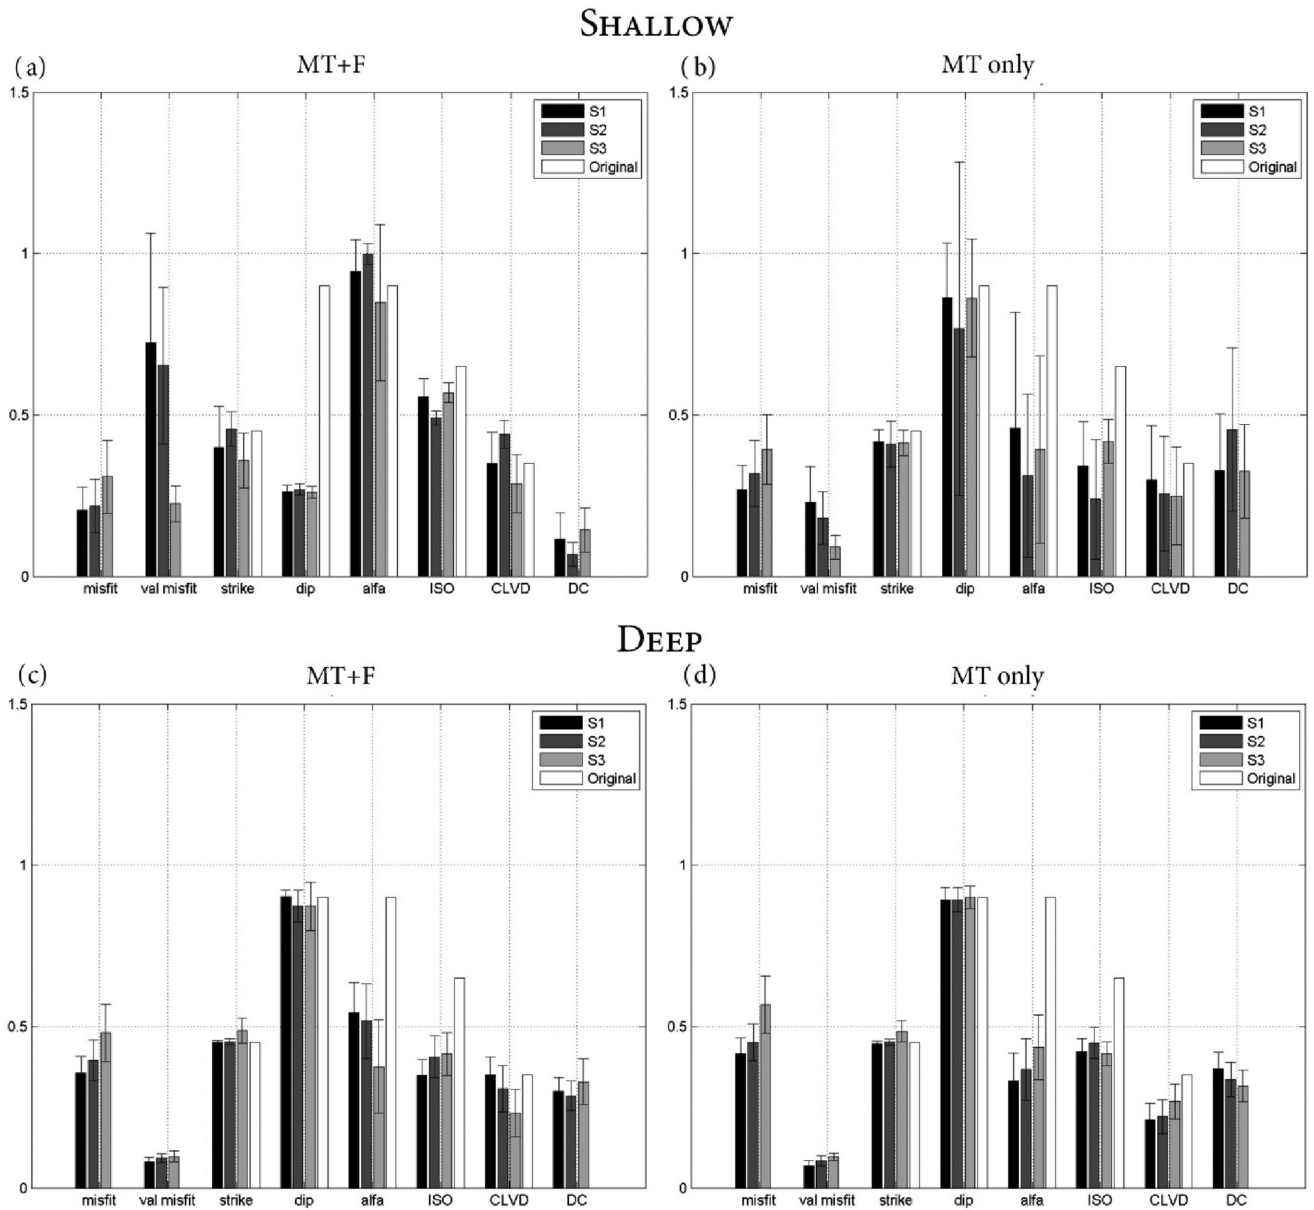 SHALLOW
(a) MT+F
1.5
1
0.5
0
S1
S2
S3
Original
misfit val misfit strike dip alfa ISO CLVD DC
(b) MT only
1.5
1
0.5
0
S1
S2
S3
Original
misfit val misfit strike dip alfa ISO CLVD DC
DEEP
(c) MT+F
1.5
1
0.5
0
S1
S2
S3
Original
misfit val misfit strike dip alfa ISO CLVD DC
(d) MT only
1.5
1
0.5
0
S1
S2
S3
Original
misfit val misfit strike dip alfa ISO CLVD DC